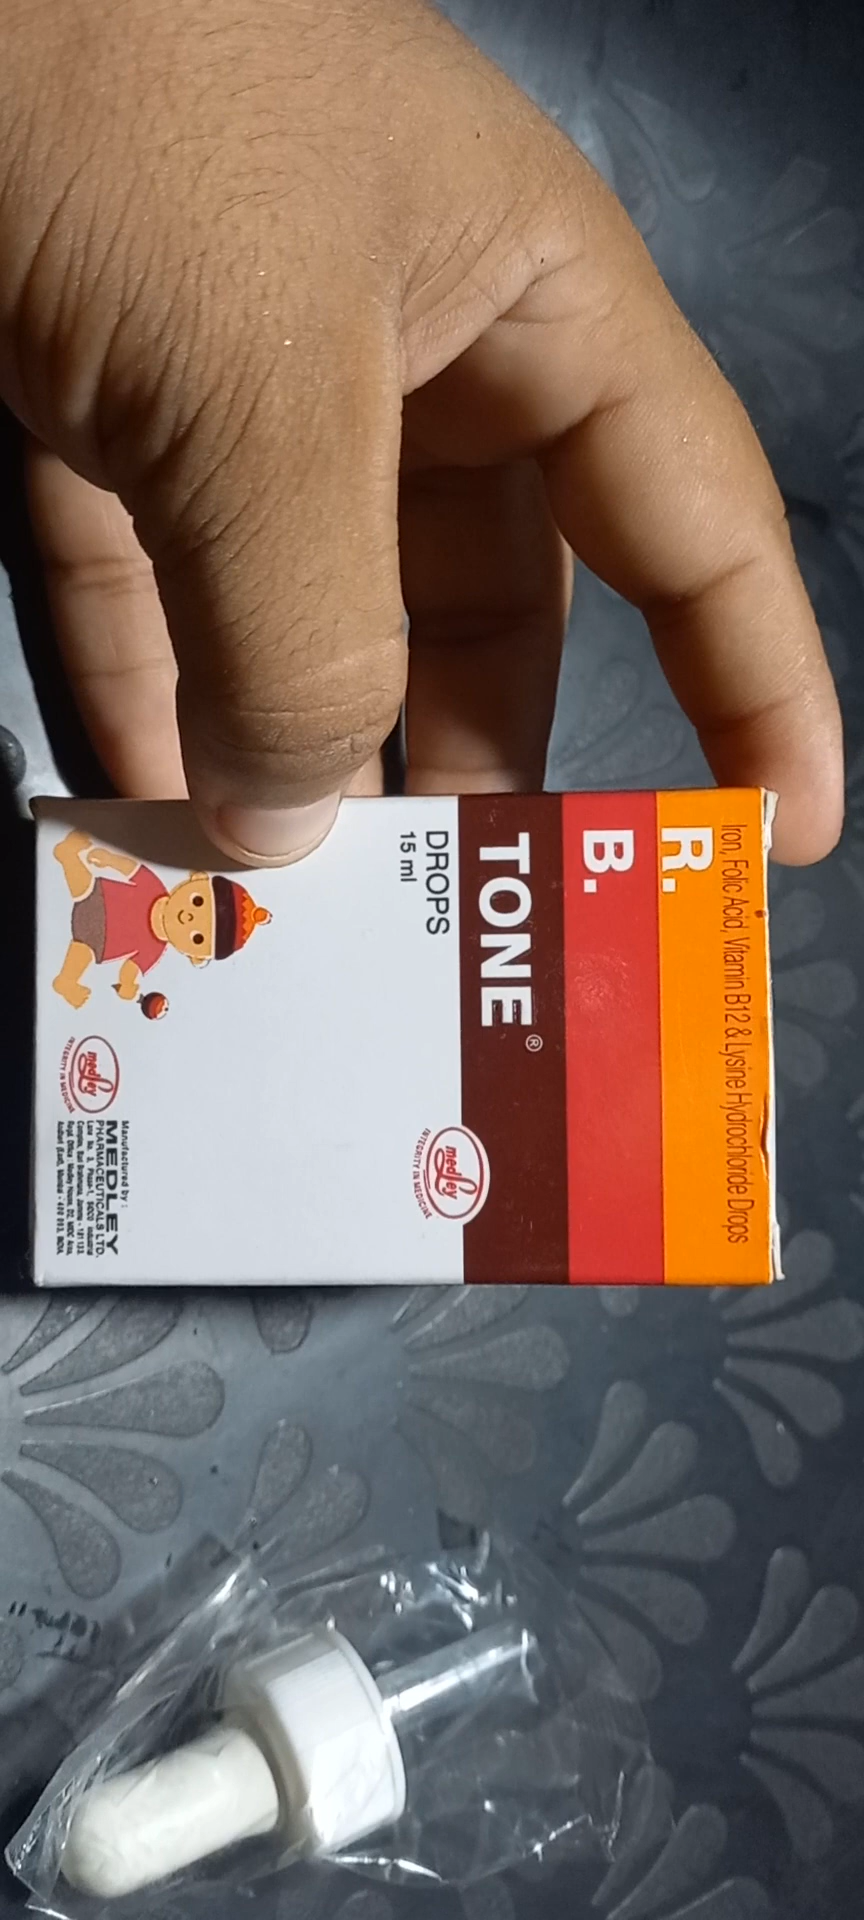 Iron, Folic Acid, Vitamin B12 & Lysine Hydrochloride Drops
R.
B.
TONE®
DROPS
15 ml
medley
INTEGRITY IN MEDICINE
medley
INTEGRITY IN MEDICINE
Manufactured by :
MEDLEY
PHARMACEUTICALS LTD.